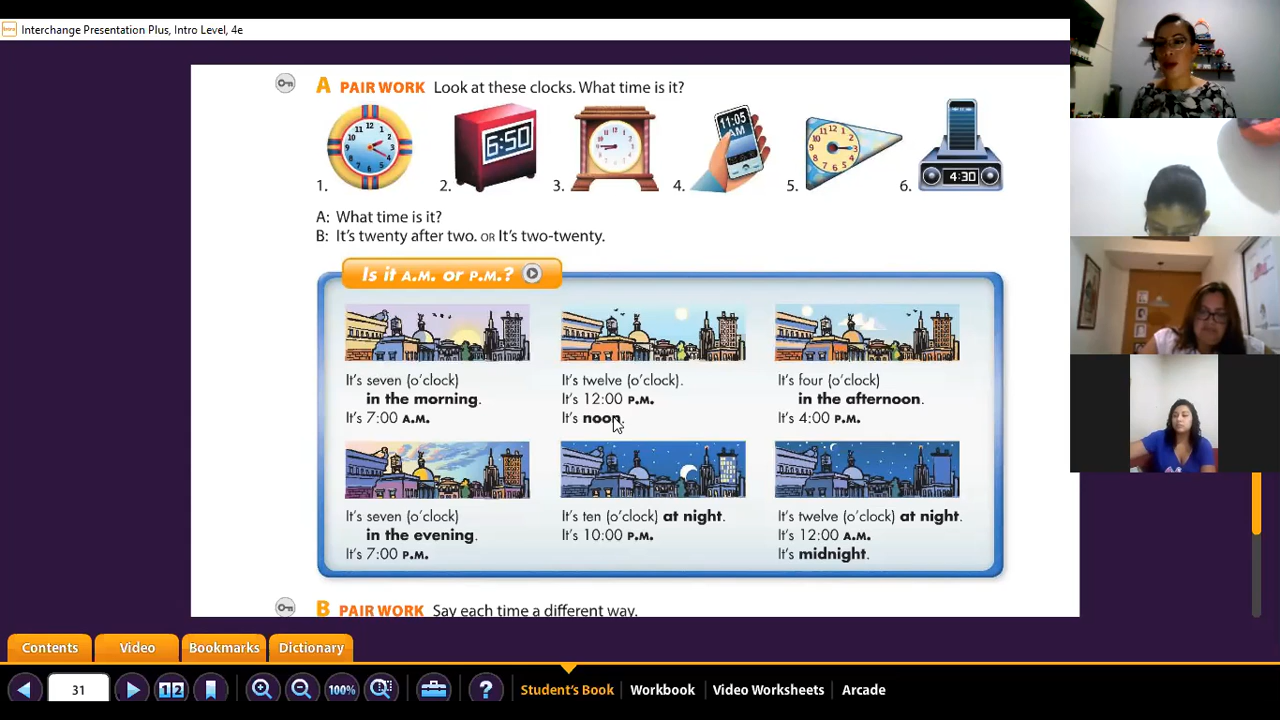 Interchange Presentation Plus, Intro Level, 4e
A PAIR WORK Look at these clocks. What time is it?
1.
2. 6:50
3.
4. 11:05 AM
5.
6. 4:30
A: What time is it?
B: It's twenty after two. OR It's two-twenty.
Is it A.M. or P.M.?
It's seven (o'clock)
in the morning.
It's 7:00 A.M.
It's twelve (o'clock).
It's 12:00 P.M.
It's noon.
It's four (o'clock)
in the afternoon.
It's 4:00 P.M.
It's seven (o'clock)
in the evening.
It's 7:00 P.M.
It's ten (o'clock) at night.
It's 10:00 P.M.
It's twelve (o'clock) at night.
It's 12:00 A.M.
It's midnight.
B PAIR WORK Say each time a different way.
Contents Video Bookmarks Dictionary
31 12 100% ? Student's Book Workbook Video Worksheets Arcade